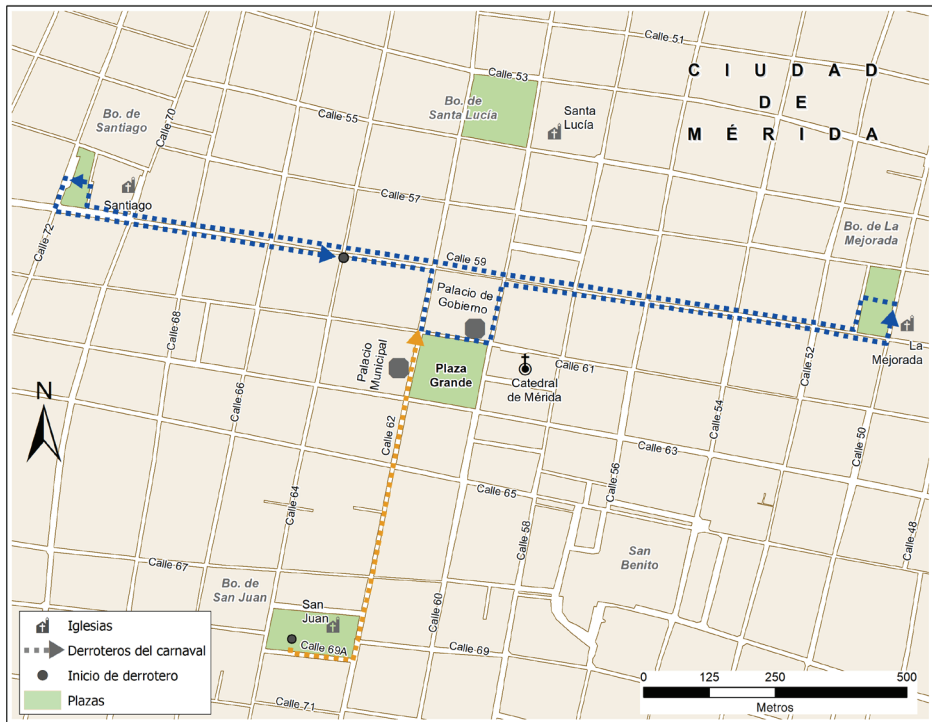 Calle 51
C I U D A D
D E
M É R I D A
Calle 53
Bo. de
Santa Lucía
Santa
Lucía
Bo. de
Santiago
Calle 70
Calle 55
Calle 57
Santiago
Calle 72
Calle 59
Bo. de La
Mejorada
Palacio de
Gobierno
La
Mejorada
Calle 68
Palacio
Municipal
Plaza
Grande
Catedral
de Mérida
Calle 61
Calle 52
N
Calle 66
Calle 62
Calle 54
Calle 50
Calle 63
Calle 64
Calle 65
Calle 56
Calle 58
Calle 48
San
Benito
Calle 67
Bo. de
San Juan
San
Juan
Calle 60
Calle 69A
Calle 69
Calle 71
Iglesias
Derroteros del carnaval
Inicio de derrotero
Plazas
0 125 250 500
Metros